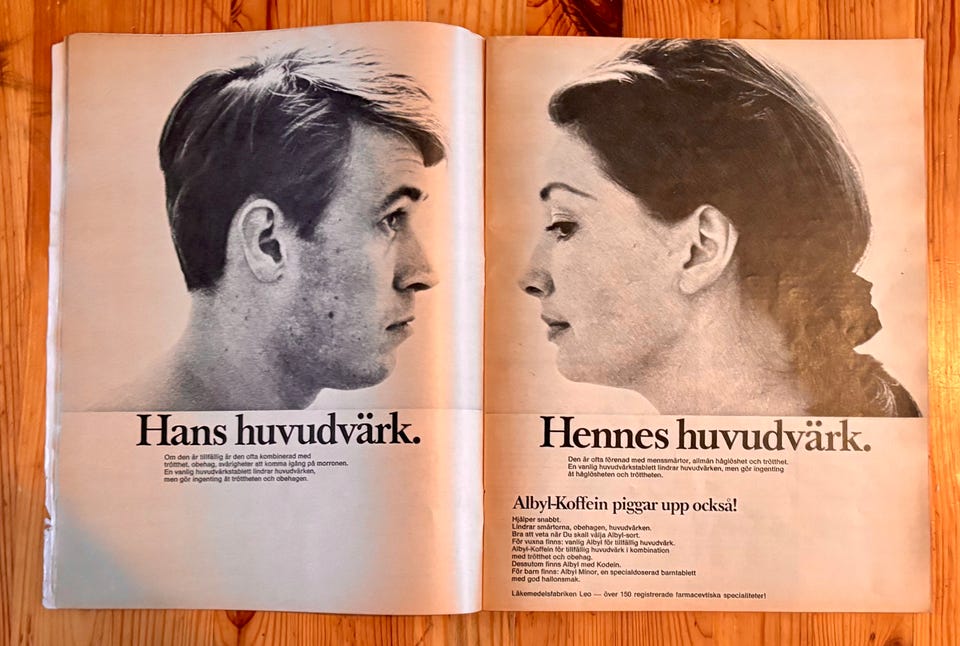 Hans huvudvärk.
Om den är tillfällig är den ofta kombinerad med
trötthet, obehag, svårigheter att komma igång på morronen.
En vanlig huvudvärkstablett lindrar huvudvärken,
men gör ingenting åt tröttheten och obehagen.
Hennes huvudvärk.
Den är ofta förenad med menssmärtor, allmän håglöshet och trötthet.
En vanlig huvudvärkstablett lindrar huvudvärken, men gör ingenting
åt håglösheten och tröttheten.
Albyl-Koffein piggar upp också!
Hjälper snabbt.
Lindrar smärtorna, obehagen, huvudvärken.
Bra att veta när Du skall välja Albyl-sort.
För vuxna finns: vanlig Albyl för tillfällig huvudvärk.
Albyl-Koffein för tillfällig huvudvärk i kombination
med trötthet och obehag.
Dessutom finns Albyl med Kodein.
För barn finns: Albyl Minor, en specialdoserad barntablett
med god hallonsmak.
Läkemedelsfabriken Leo — över 150 registrerade farmacevtiska specialiteter!